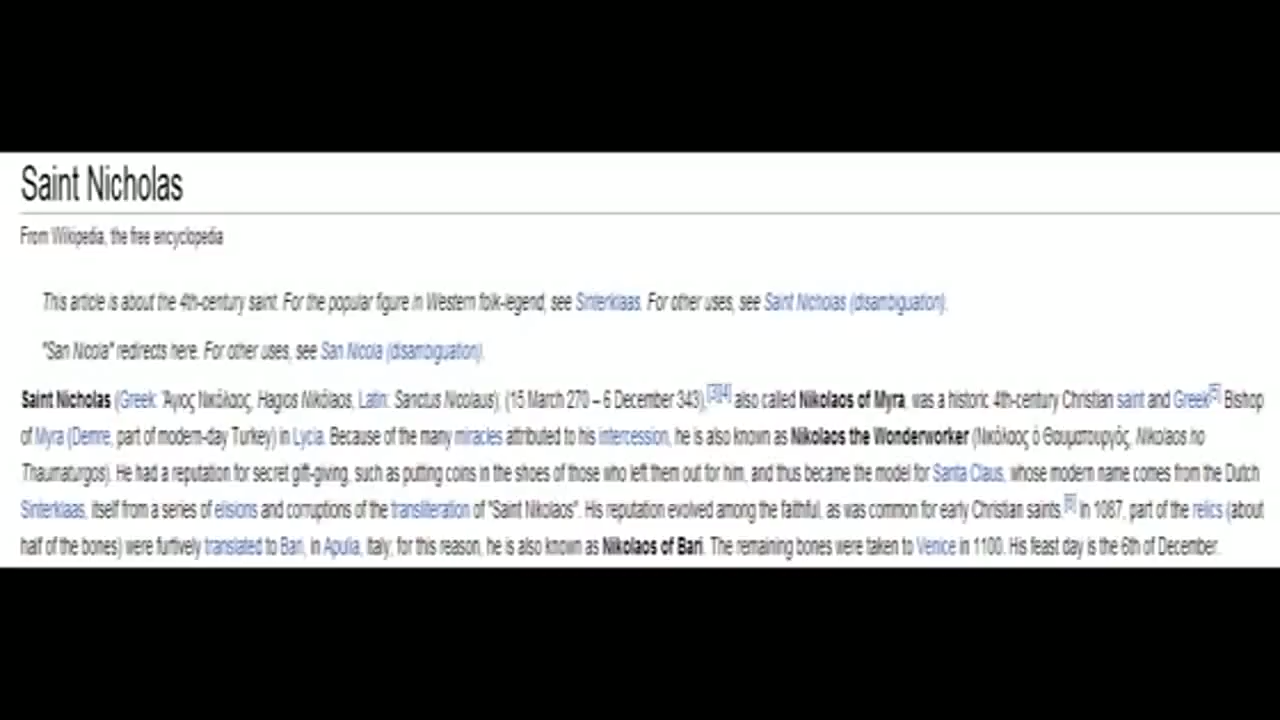 Saint Nicholas
From Wikipedia, the free encyclopedia
This article is about the 4th-century saint. For the popular figure in Western folk-legend, see Sinterklaas. For other uses, see Saint Nicholas (disambiguation).
"San Nicola" redirects here. For other uses, see San Nicola (disambiguation).
Saint Nicholas (Greek: Ἅγιος Νικόλαος, Hagios Nikólaos, Latin: Sanctus Nicolaus); (15 March 270 – 6 December 343),[3][4] also called Nikolaos of Myra, was a historic 4th-century Christian saint and Greek[5] Bishop
of Myra (Demre, part of modern-day Turkey) in Lycia. Because of the many miracles attributed to his intercession, he is also known as Nikolaos the Wonderworker (Νικόλαος ὁ Θαυματουργός, Nikolaos ho
Thaumaturgos). He had a reputation for secret gift-giving, such as putting coins in the shoes of those who left them out for him, and thus became the model for Santa Claus, whose modern name comes from the Dutch
Sinterklaas, itself from a series of elisions and corruptions of the transliteration of "Saint Nikolaos". His reputation evolved among the faithful, as was common for early Christian saints.[6] In 1087, part of the relics (about
half of the bones) were furtively translated to Bari, in Apulia, Italy; for this reason, he is also known as Nikolaos of Bari. The remaining bones were taken to Venice in 1100. His feast day is the 6th of December.